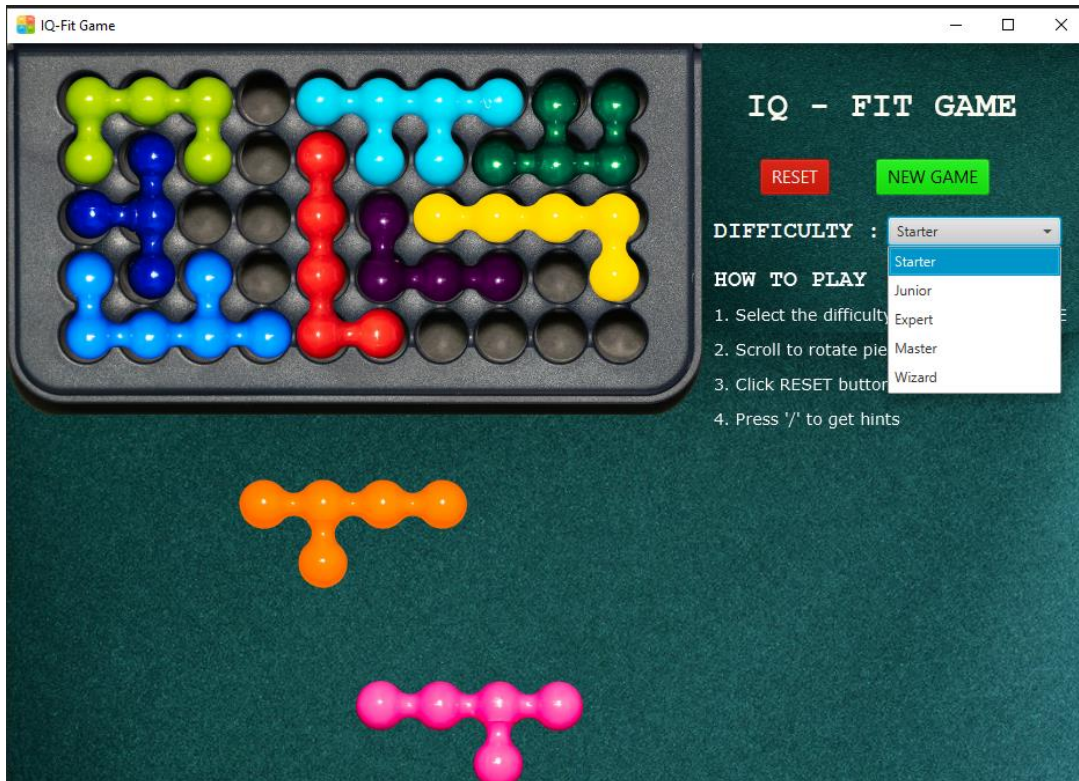 IQ-Fit Game
IQ - FIT GAME
RESET NEW GAME
DIFFICULTY : Starter
Starter
HOW TO PLAY
Junior
1. Select the difficulty E
Expert
2. Scroll to rotate pie
Master
3. Click RESET button
Wizard
4. Press '/' to get hints